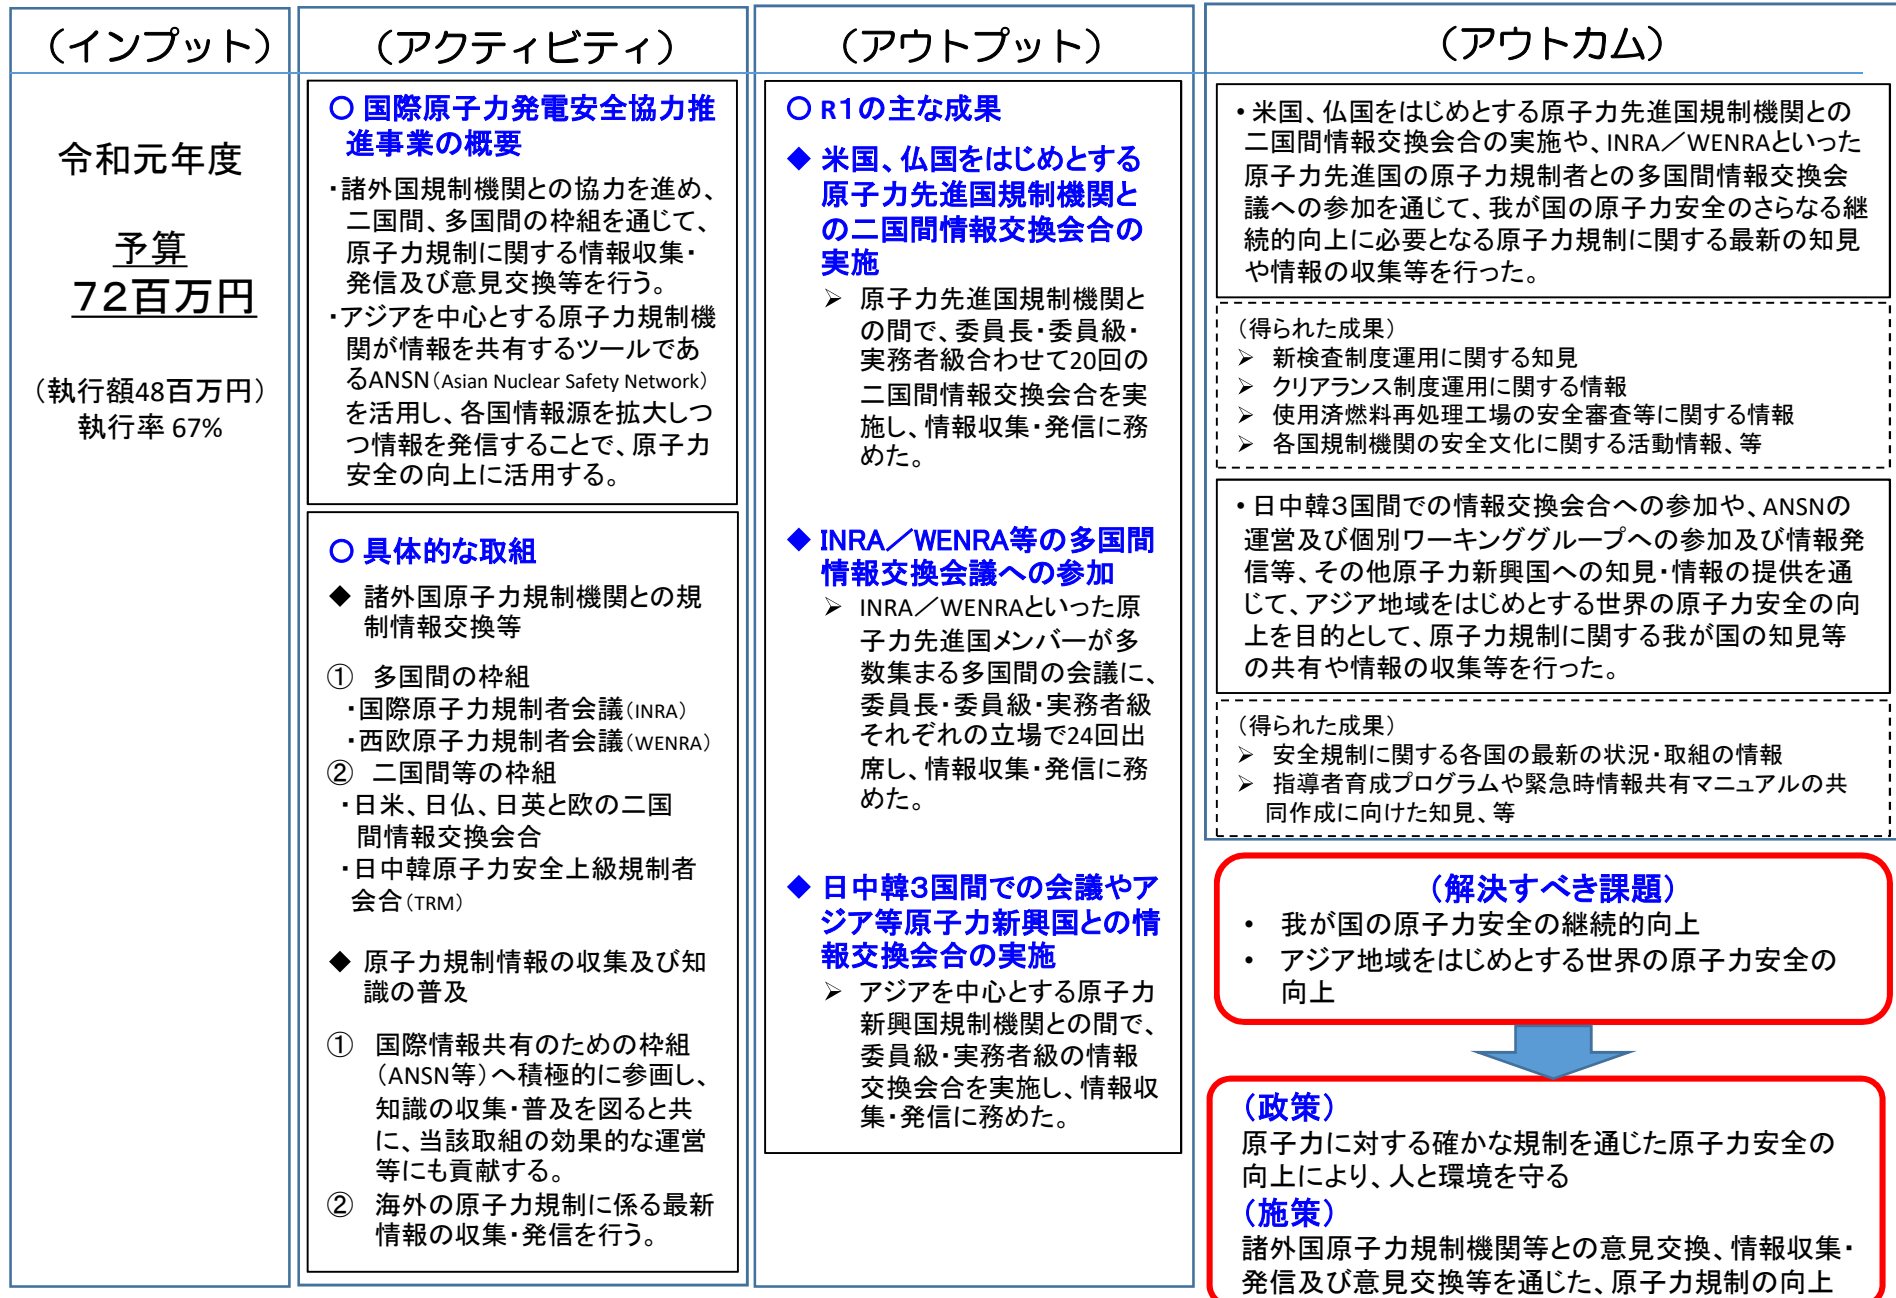 （インプット）
令和元年度
予算
72百万円
（執行額48百万円）
執行率 67%
（アクティビティ）
○ 国際原子力発電安全協力推
進事業の概要
・諸外国規制機関との協力を進め、
二国間、多国間の枠組を通じて、
原子力規制に関する情報収集・
発信及び意見交換等を行う。
・アジアを中心とする原子力規制機
関が情報を共有するツールであ
るANSN（Asian Nuclear Safety Network）
を活用し、各国情報源を拡大しつ
つ情報を発信することで、原子力
安全の向上に活用する。
○ 具体的な取組
◆ 諸外国原子力規制機関との規
制情報交換等
① 多国間の枠組
・国際原子力規制者会議（INRA）
・西欧原子力規制者会議（WENRA）
② 二国間等の枠組
・日米、日仏、日英と欧の二国
間情報交換会合
・日中韓原子力安全上級規制者
会合（TRM）
◆ 原子力規制情報の収集及び知
識の普及
① 国際情報共有のための枠組
（ANSN等）へ積極的に参画し、
知識の収集・普及を図ると共
に、当該取組の効果的な運営
等にも貢献する。
② 海外の原子力規制に係る最新
情報の収集・発信を行う。
（アウトプット）
○ R1の主な成果
◆ 米国、仏国をはじめとする
原子力先進国規制機関と
の二国間情報交換会合の
実施
➢ 原子力先進国規制機関と
の間で、委員長・委員級・
実務者級合わせて20回の
二国間情報交換会合を実
施し、情報収集・発信に務
めた。
◆ INRA／WENRA等の多国間
情報交換会議への参加
➢ INRA／WENRAといった原
子力先進国メンバーが多
数集まる多国間の会議に、
委員長・委員級・実務者級
それぞれの立場で24回出
席し、情報収集・発信に務
めた。
◆ 日中韓3国間での会議やア
ジア等原子力新興国との情
報交換会合の実施
➢ アジアを中心とする原子力
新興国規制機関との間で、
委員級・実務者級の情報
交換会合を実施し、情報収
集・発信に務めた。
（アウトカム）
• 米国、仏国をはじめとする原子力先進国規制機関との
二国間情報交換会合の実施や、INRA／WENRAといった
原子力先進国の原子力規制者との多国間情報交換会
議への参加を通じて、我が国の原子力安全のさらなる継
続的向上に必要となる原子力規制に関する最新の知見
や情報の収集等を行った。
（得られた成果）
➢ 新検査制度運用に関する知見
➢ クリアランス制度運用に関する情報
➢ 使用済燃料再処理工場の安全審査等に関する情報
➢ 各国規制機関の安全文化に関する活動情報、等
• 日中韓3国間での情報交換会合への参加や、ANSNの
運営及び個別ワーキンググループへの参加及び情報発
信等、その他原子力新興国への知見・情報の提供を通
じて、アジア地域をはじめとする世界の原子力安全の向
上を目的として、原子力規制に関する我が国の知見等
の共有や情報の収集等を行った。
（得られた成果）
➢ 安全規制に関する各国の最新の状況・取組の情報
➢ 指導者育成プログラムや緊急時情報共有マニュアルの共
同作成に向けた知見、等
（解決すべき課題）
• 我が国の原子力安全の継続的向上
• アジア地域をはじめとする世界の原子力安全の
向上
（政策）
原子力に対する確かな規制を通じた原子力安全の
向上により、人と環境を守る
（施策）
諸外国原子力規制機関等との意見交換、情報収集・
発信及び意見交換等を通じた、原子力規制の向上